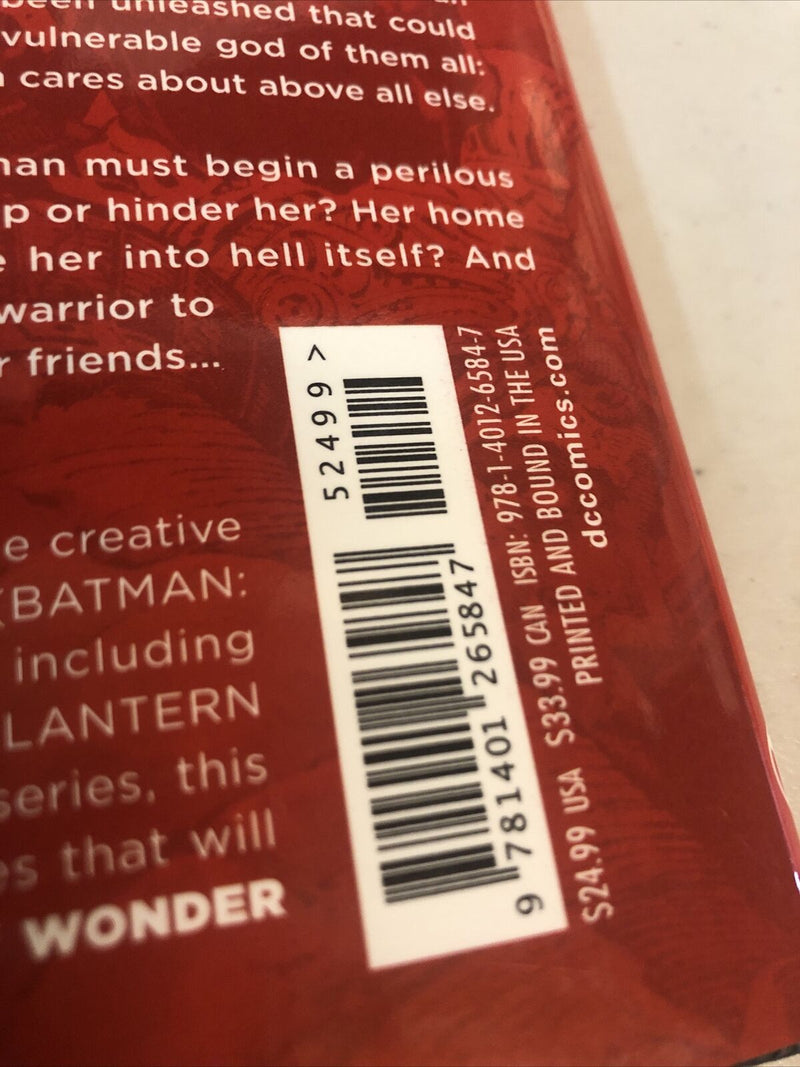 been unleashed that could
vulnerable god of them all:
cares about above all else.
man must begin a perilous
p or hinder her? Her home
e her into hell itself? And
warrior to
r friends...
e creative
(BATMAN:
including
LANTERN
series, this
es that will
WONDER
52499 >
9 781401 265847
$24.99 USA $33.99 CAN ISBN: 978-1-4012-6584-7
PRINTED AND BOUND IN THE USA
dccomics.com